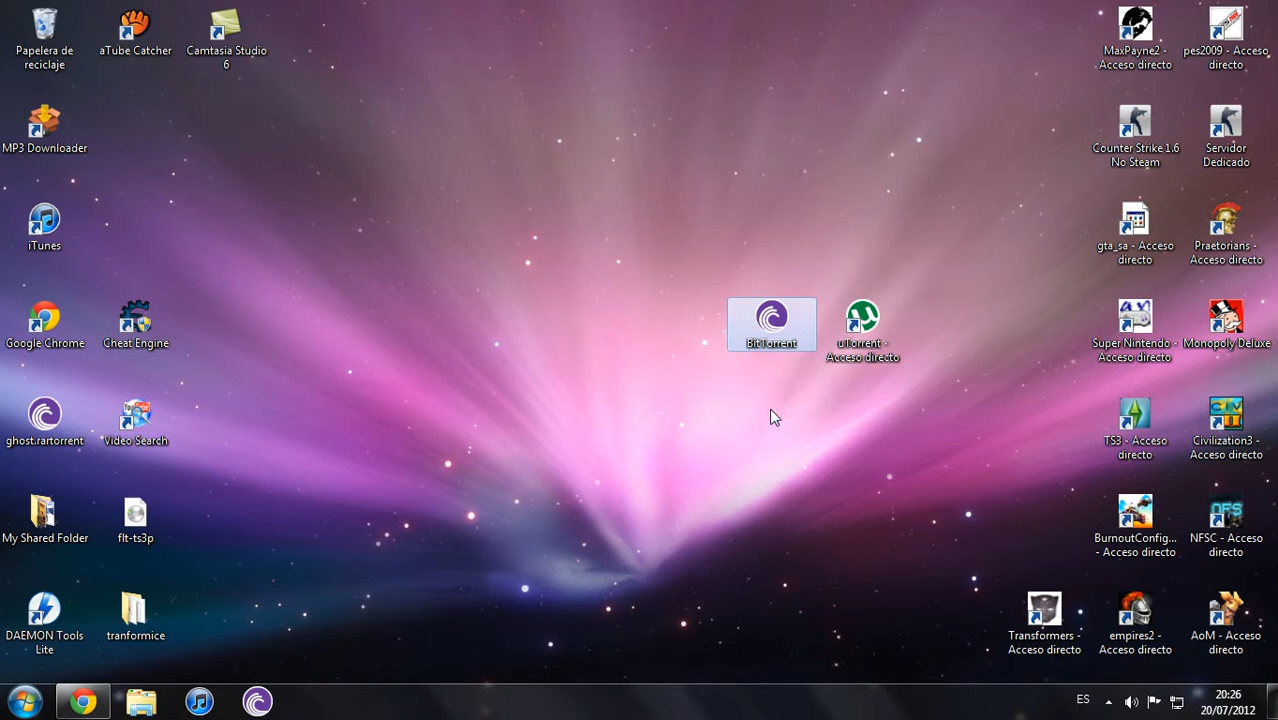 Papelera de
reciclaje
aTube Catcher
Camtasia Studio
6
MaxPayne2 -
Acceso directo
pes2009 - Acceso
directo
MP3 Downloader
Counter Strike 1.6
No Steam
Servidor
Dedicado
iTunes
gta_sa - Acceso
directo
Praetorians -
Acceso directo
Google Chrome
Cheat Engine
BitTorrent
uTorrent -
Acceso directo
Super Nintendo -
Acceso directo
Monopoly Deluxe
ghost.rartorrent
Video Search
TS3 - Acceso
directo
Civilization3 -
Acceso directo
My Shared Folder
flt-ts3p
BurnoutConfig...
- Acceso directo
NFSC - Acceso
directo
DAEMON Tools
Lite
tranformice
Transformers -
Acceso directo
empires2 -
Acceso directo
AoM - Acceso
directo
ES
20:26
20/07/2012